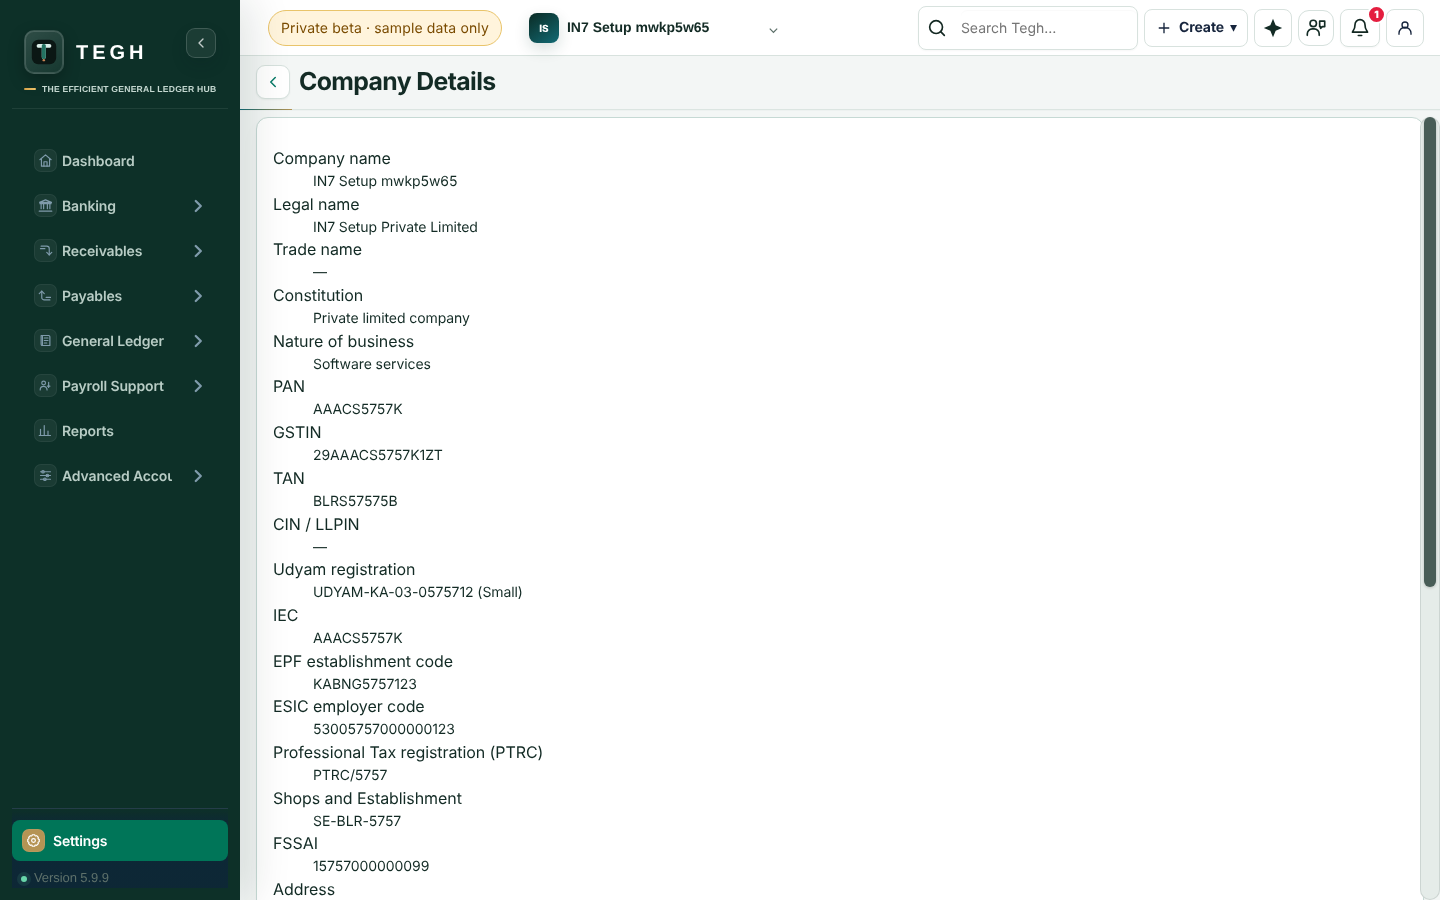 TEGH
THE EFFICIENT GENERAL LEDGER HUB
Dashboard
Banking
Receivables
Payables
General Ledger
Payroll Support
Reports
Advanced Accou
Settings
Version 5.9.9
Private beta · sample data only
IS
IN7 Setup mwkp5w65
Search Tegh...
Create
1
Company Details
Company name
IN7 Setup mwkp5w65
Legal name
IN7 Setup Private Limited
Trade name
—
Constitution
Private limited company
Nature of business
Software services
PAN
AAACS5757K
GSTIN
29AAACS5757K1ZT
TAN
BLRS57575B
CIN / LLPIN
—
Udyam registration
UDYAM-KA-03-0575712 (Small)
IEC
AAACS5757K
EPF establishment code
KABNG5757123
ESIC employer code
53005757000000123
Professional Tax registration (PTRC)
PTRC/5757
Shops and Establishment
SE-BLR-5757
FSSAI
15757000000099
Address